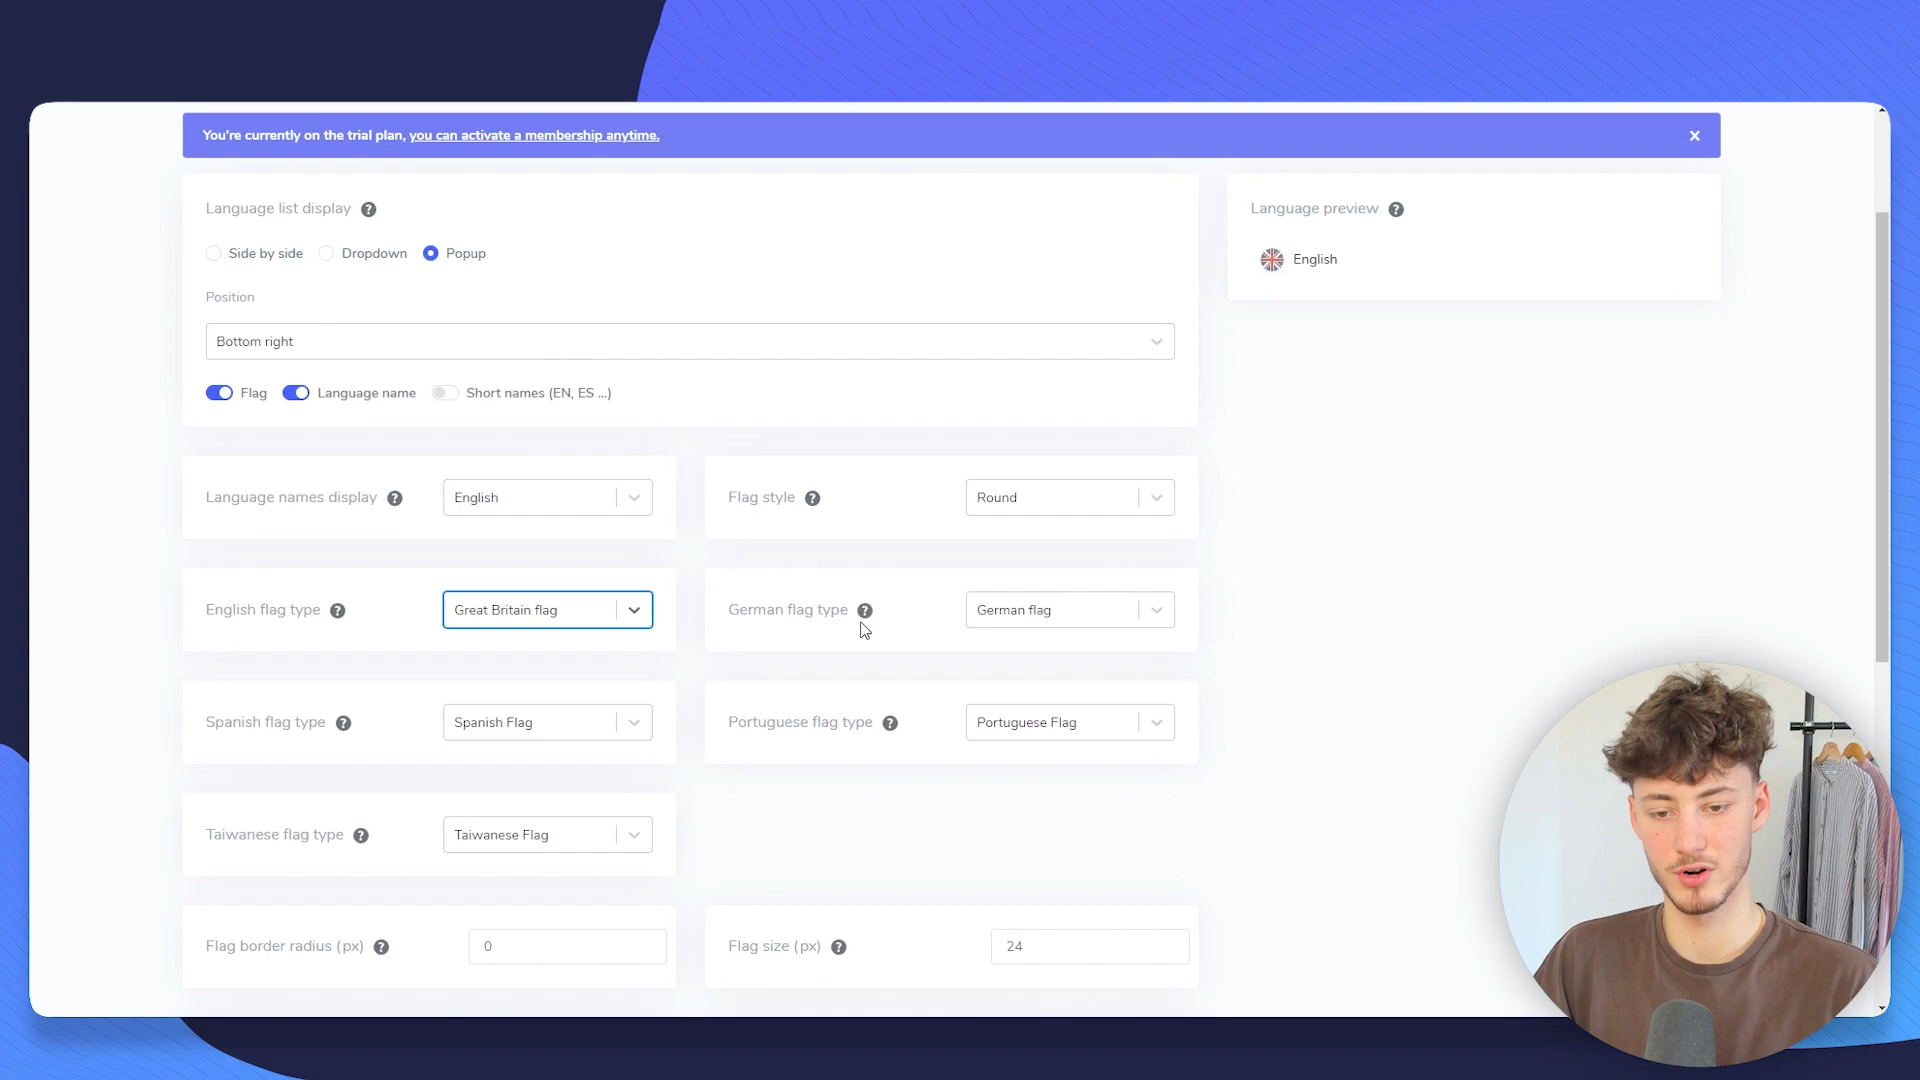 You're currently on the trial plan, you can activate a membership anytime.
Language list display
Side by side Dropdown Popup
Position
Bottom right
Flag Language name Short names (EN, ES ...)
Language preview
English
Language names display English
Flag style Round
English flag type Great Britain flag
German flag type German flag
Spanish flag type Spanish Flag
Portuguese flag type Portuguese Flag
Taiwanese flag type Taiwanese Flag
Flag border radius (px) 0
Flag size (px) 24